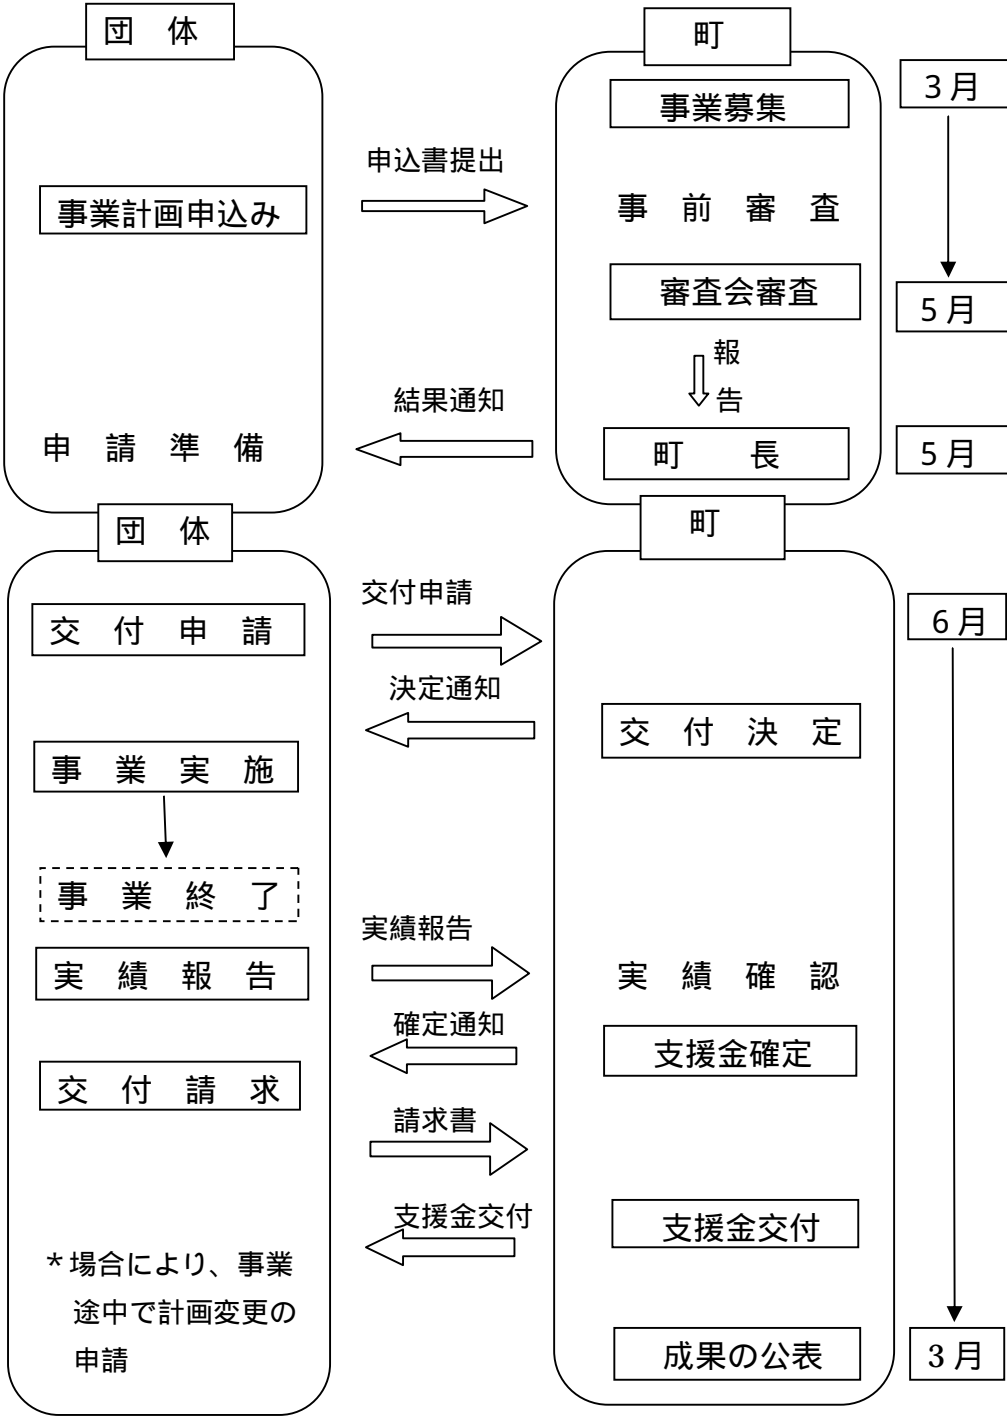 団　体
町
3月
事業募集
申込書提出
事業計画申込み
事　前　審　査
審査会審査
5月
報
告
結果通知
申　請　準　備
町　　長
5月
団　体
町
交付申請
6月
交　付　申　請
決定通知
交　付　決　定
事　業　実　施
事　業　終　了
実績報告
実　績　報　告
実　績　確　認
確定通知
支援金確定
交　付　請　求
請求書
支援金交付
支援金交付
＊場合により、事業
途中で計画変更の
申請
成果の公表
3月